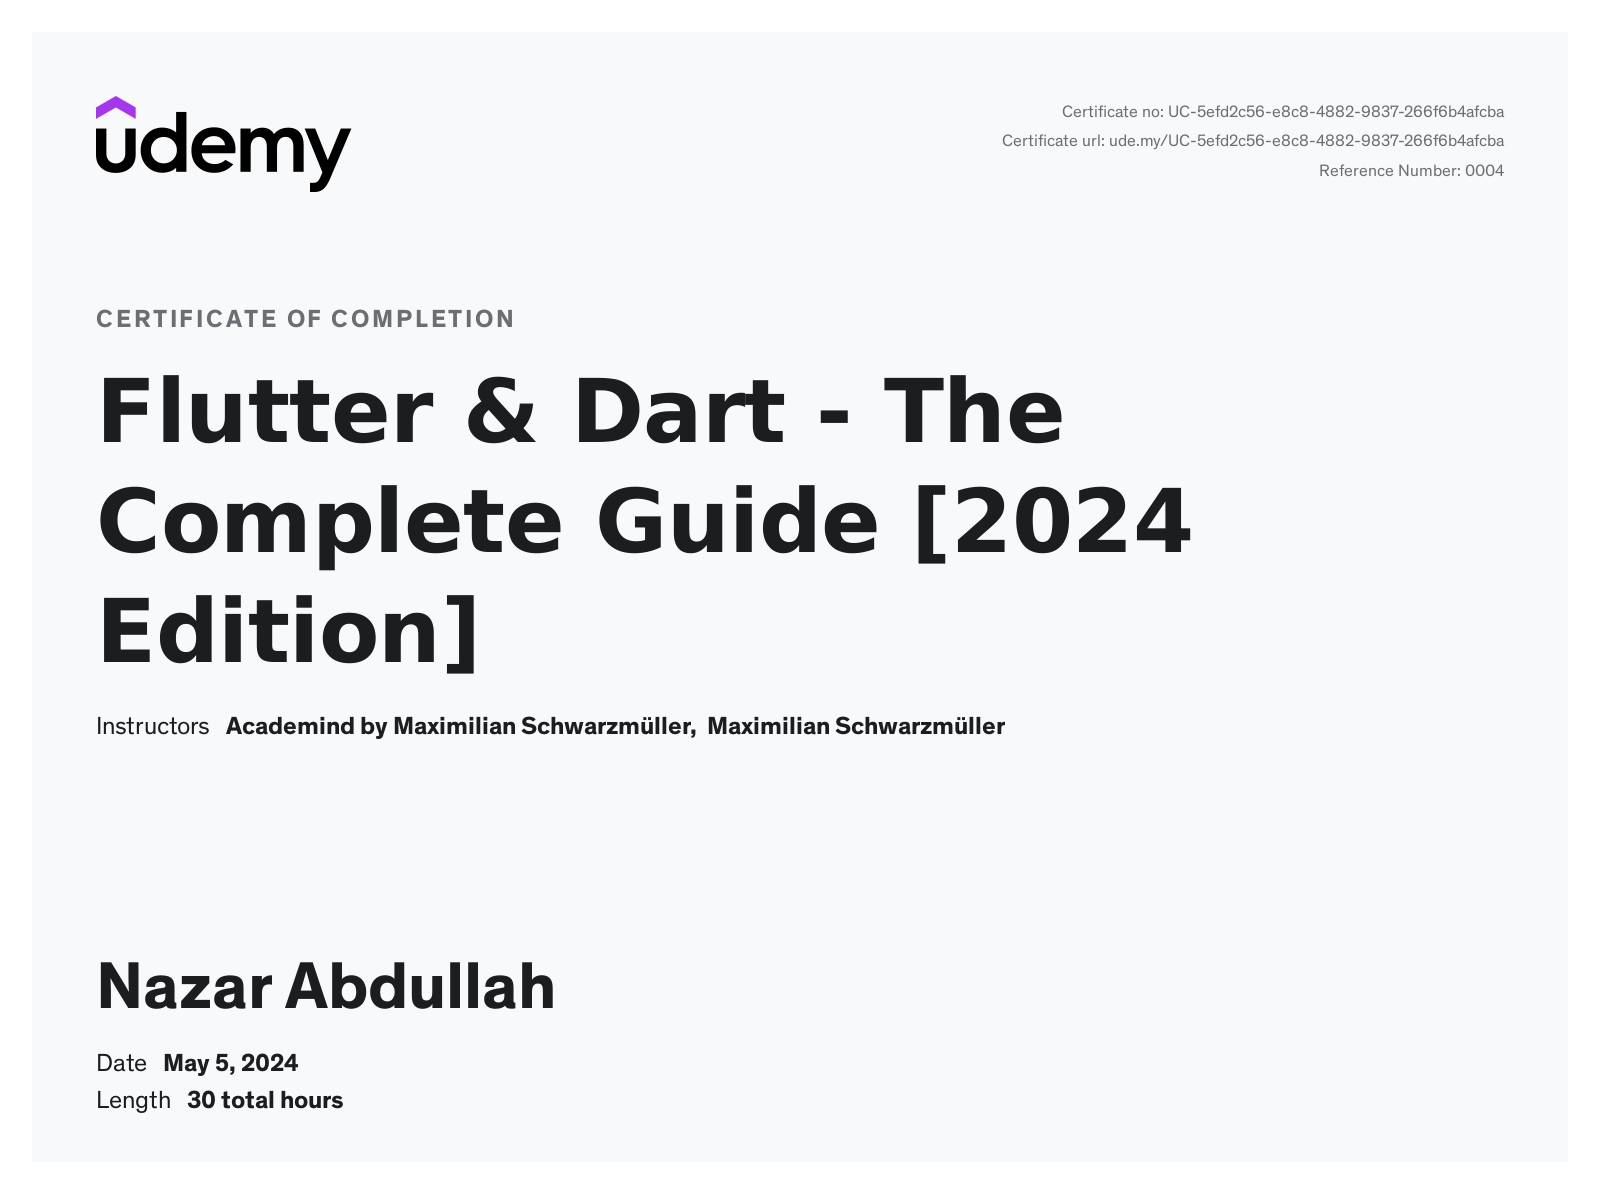 udemy
Certificate no: UC-5efd2c56-e8c8-4882-9837-266f6b4afcba
Certificate url: ude.my/UC-5efd2c56-e8c8-4882-9837-266f6b4afcba
Reference Number: 0004
CERTIFICATE OF COMPLETION
Flutter & Dart - The
Complete Guide [2024
Edition]
Instructors Academind by Maximilian Schwarzmüller, Maximilian Schwarzmüller
Nazar Abdullah
Date May 5, 2024
Length 30 total hours